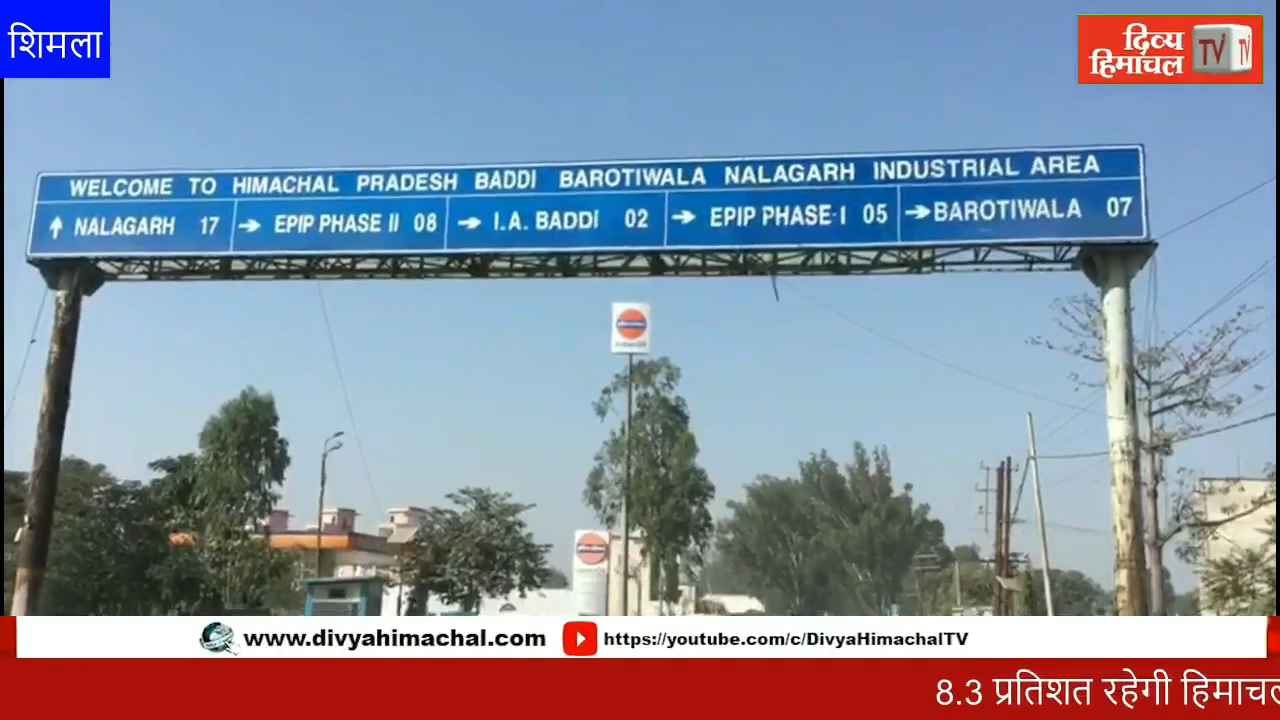 शिमला
दिव्य
हिमाचल
TV TV
WELCOME TO HIMACHAL PRADESH BADDI BAROTIWALA NALAGARH INDUSTRIAL AREA
↑ NALAGARH 17 → EPIP PHASE II 08 → I.A. BADDI 02 → EPIP PHASE-I 05 → BAROTIWALA 07
www.divyahimachal.com https://youtube.com/c/DivyaHimachalTV
8.3 प्रतिशत रहेगी हिमाचल